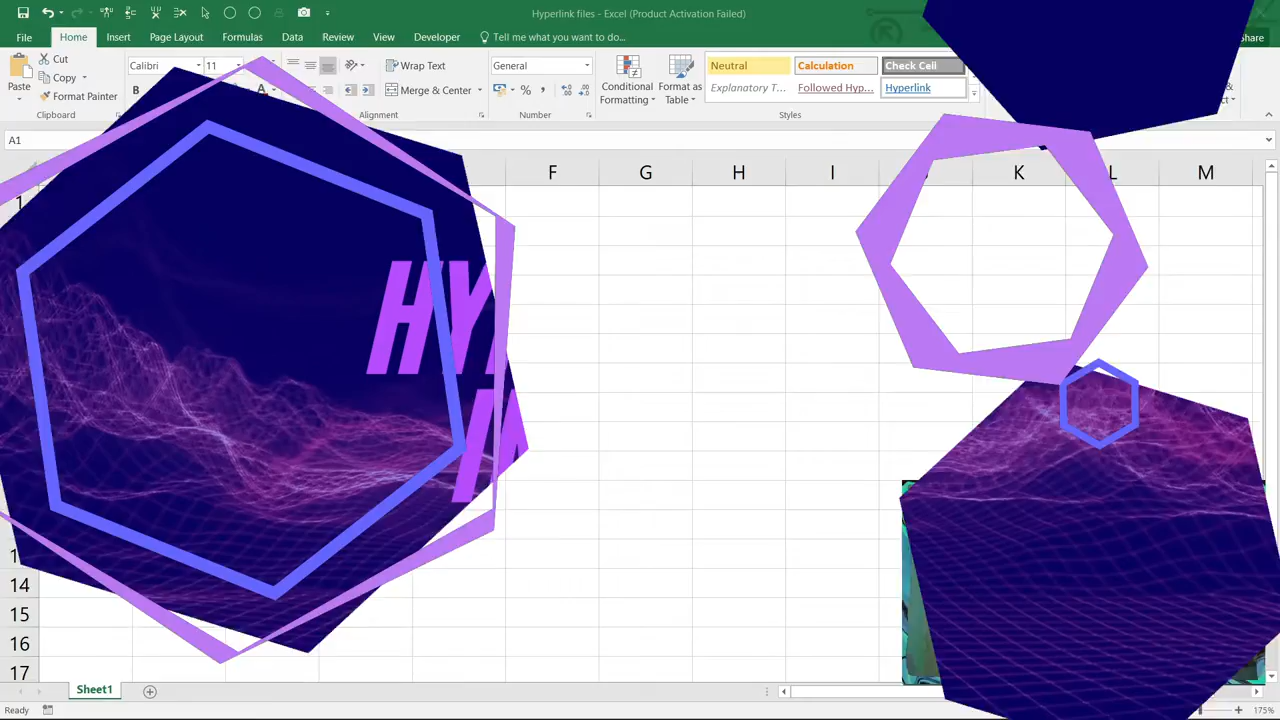 Hyperlink files - Excel (Product Activation Failed)
File Home Insert Page Layout Formulas Data Review View Developer Tell me what you want to do... Share
Cut
Copy
Format Painter
Paste
Clipboard
Calibri 11
B A
Wrap Text
Merge & Center
Alignment
General
% ,
Number
Conditional Formatting
Format as Table
Neutral Calculation Check Cell
Explanatory T... Followed Hyp... Hyperlink
Styles
A1
F G H I K L M
1
14
15
16
17
HY
Sheet1
Ready
175%